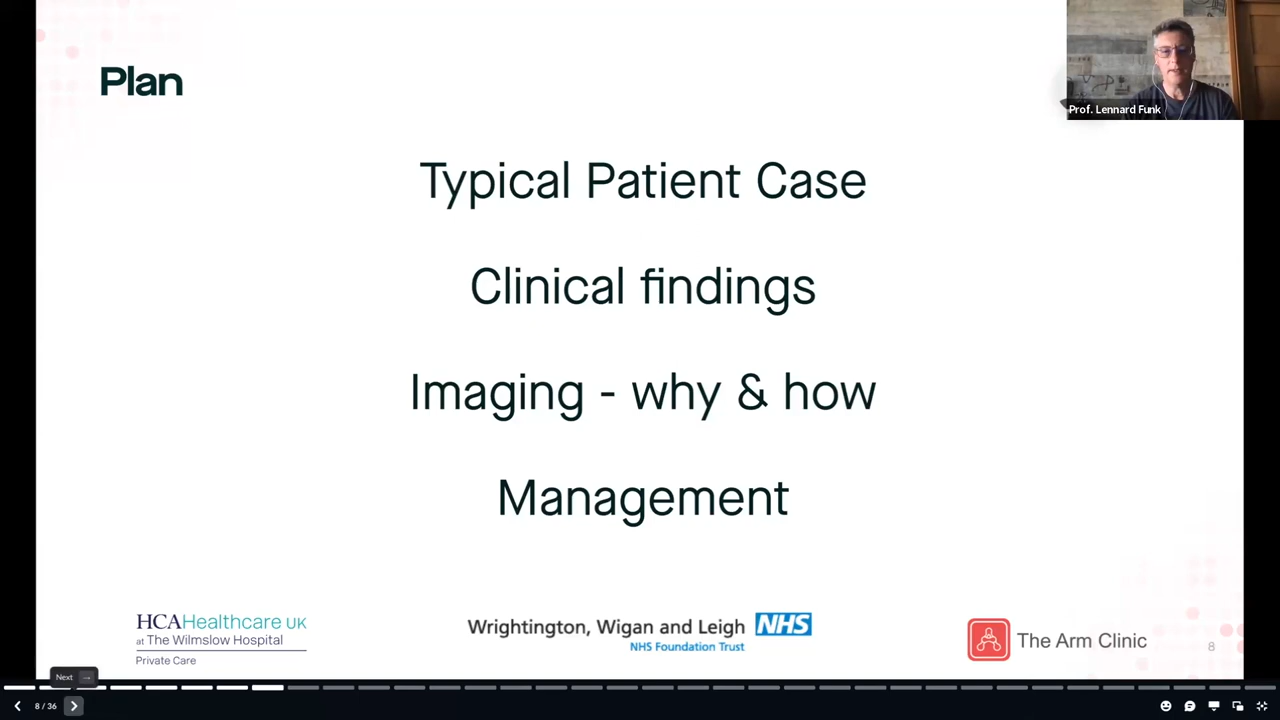 Plan
Prof. Lennard Funk
Typical Patient Case
Clinical findings
Imaging - why & how
Management
HCAHealthcare UK
at The Wilmslow Hospital
Private Care
Wrightington, Wigan and Leigh NHS
NHS Foundation Trust
The Arm Clinic
8
Next →
8 / 36